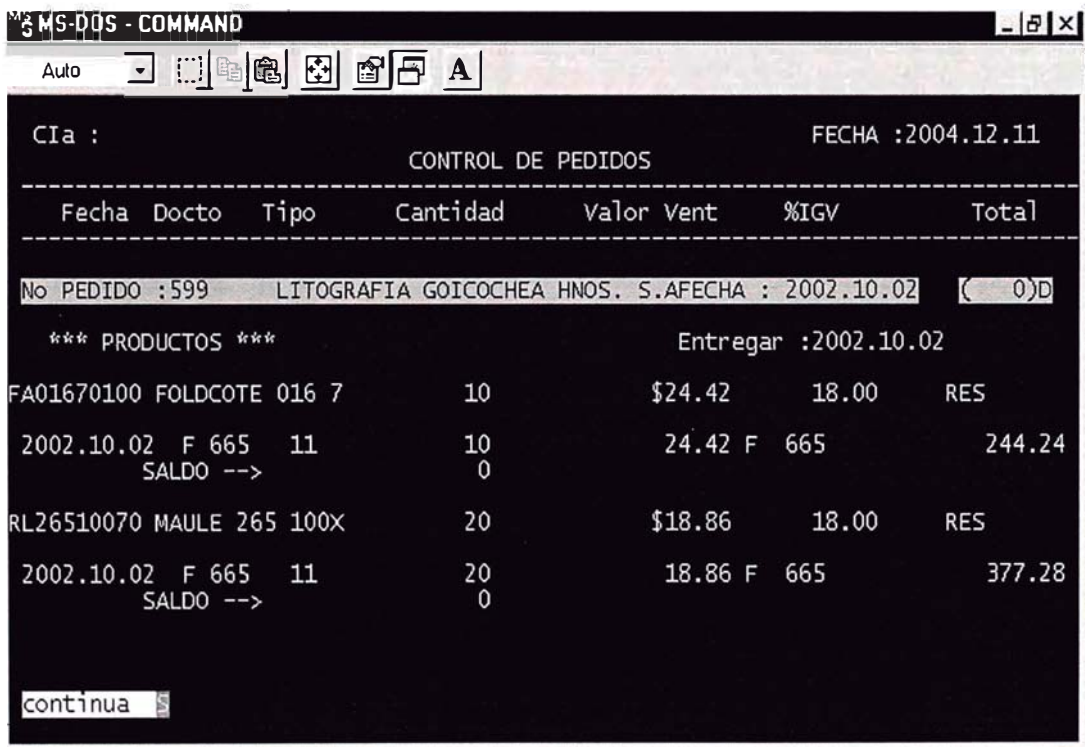 MS-DOS - COMMAND
Auto
A
CIa :                FECHA :2004.12.11
CONTROL DE PEDIDOS
Fecha Docto Tipo Cantidad Valor Vent %IGV Total
No PEDIDO :599 LITOGRAFIA GOICOCHEA HNOS. S.AFECHA : 2002.10.02 ( 0)D
*** PRODUCTOS *** Entregar :2002.10.02
FA01670100 FOLDCOTE 016 7 10 $24.42 18.00 RES
2002.10.02 F 665 11 10 24.42 F 665 244.24
SALDO --> 0
RL26510070 MAULE 265 100X 20 $18.86 18.00 RES
2002.10.02 F 665 11 20 18.86 F 665 377.28
SALDO --> 0
continua S